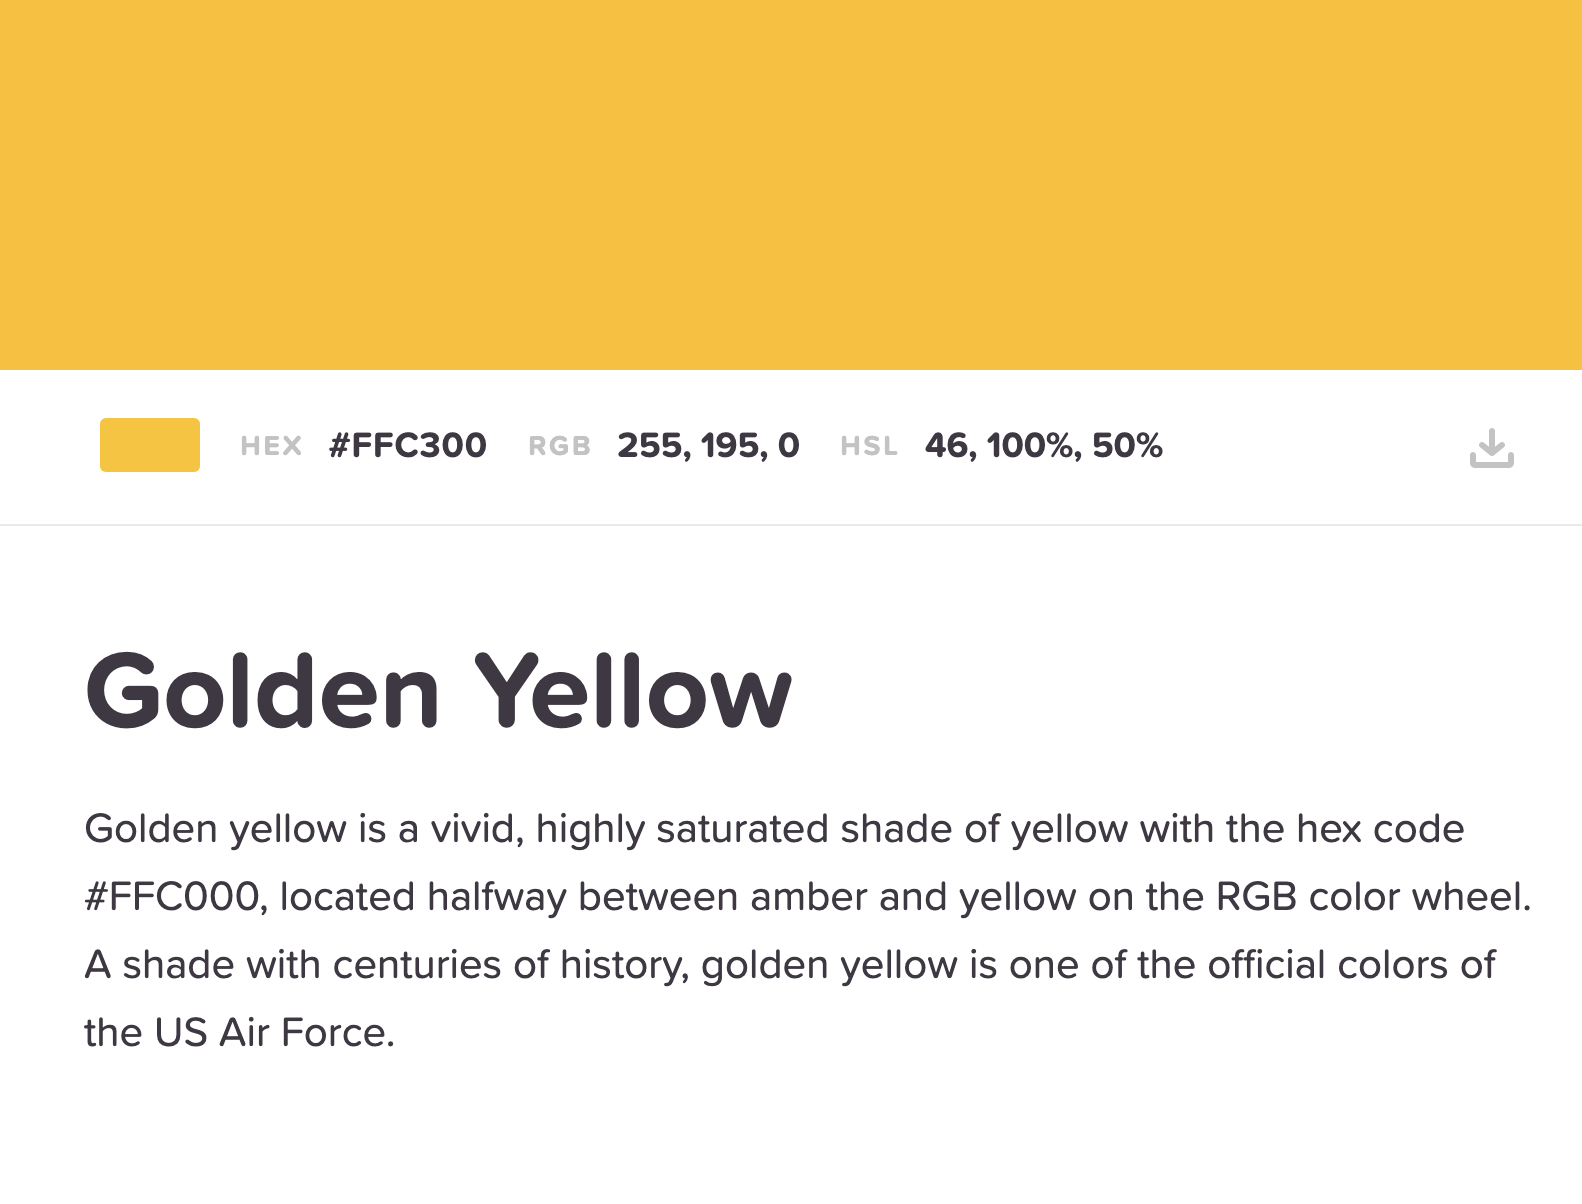 HEX #FFC300 RGB 255, 195, 0 HSL 46, 100%, 50%
Golden Yellow
Golden yellow is a vivid, highly saturated shade of yellow with the hex code
#FFC000, located halfway between amber and yellow on the RGB color wheel.
A shade with centuries of history, golden yellow is one of the official colors of
the US Air Force.